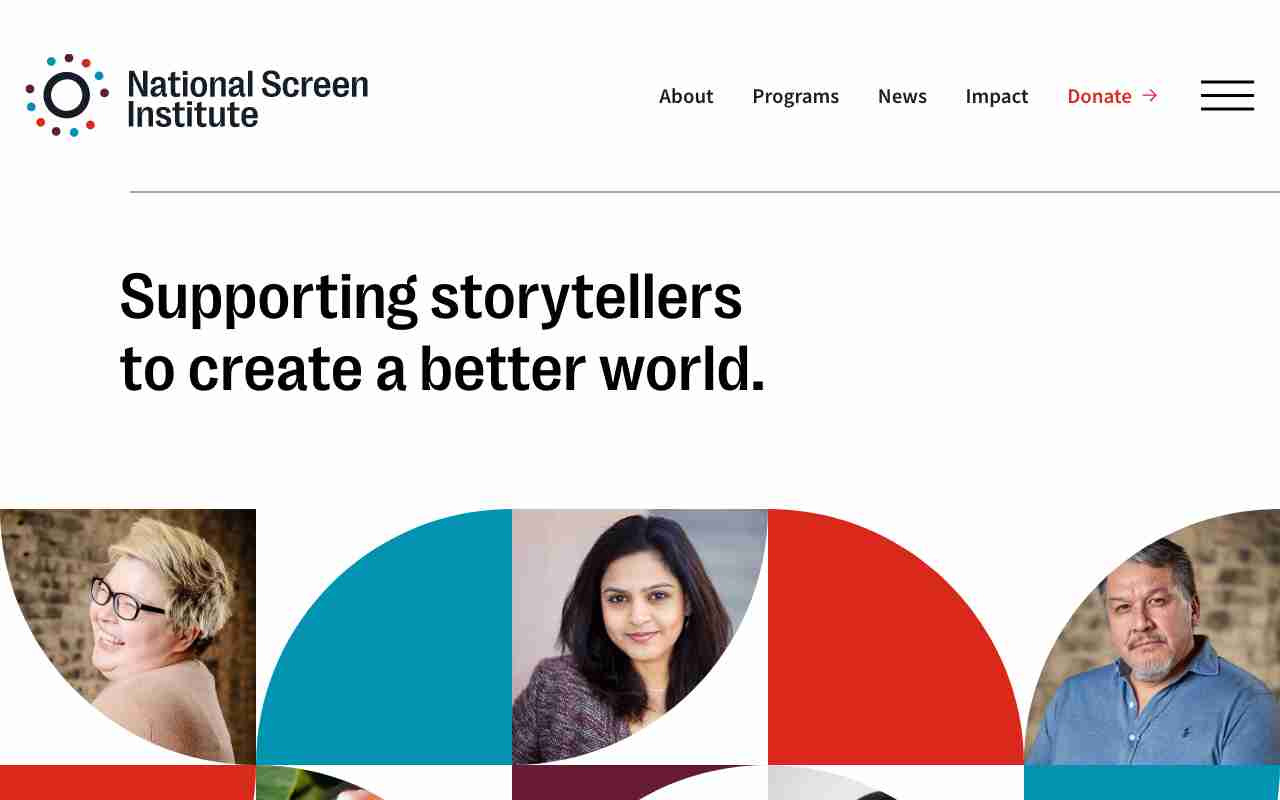 National Screen
Institute
About
Programs
News
Impact
Donate →
Supporting storytellers
to create a better world.